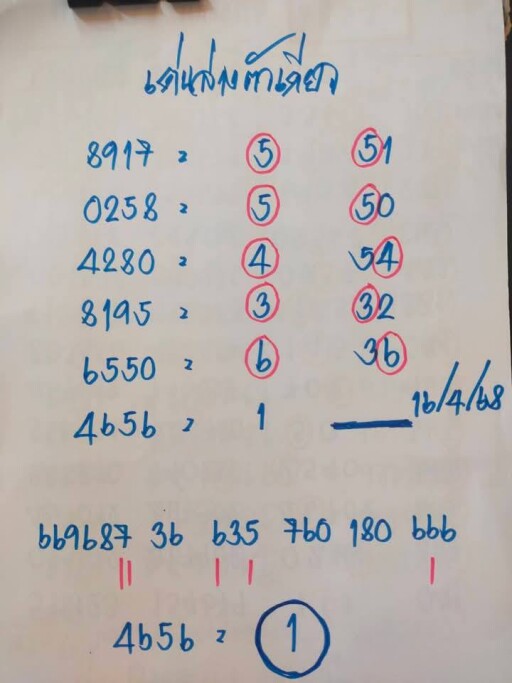 เด่นล่างตัวเดียว
8917 = 5 51
0258 = 5 50
4280 = 4 54
8195 = 3 32
6550 = 6 36
4656 = 1 —— 16/4/68
669687 36 635 760 180 666
4656 = 1